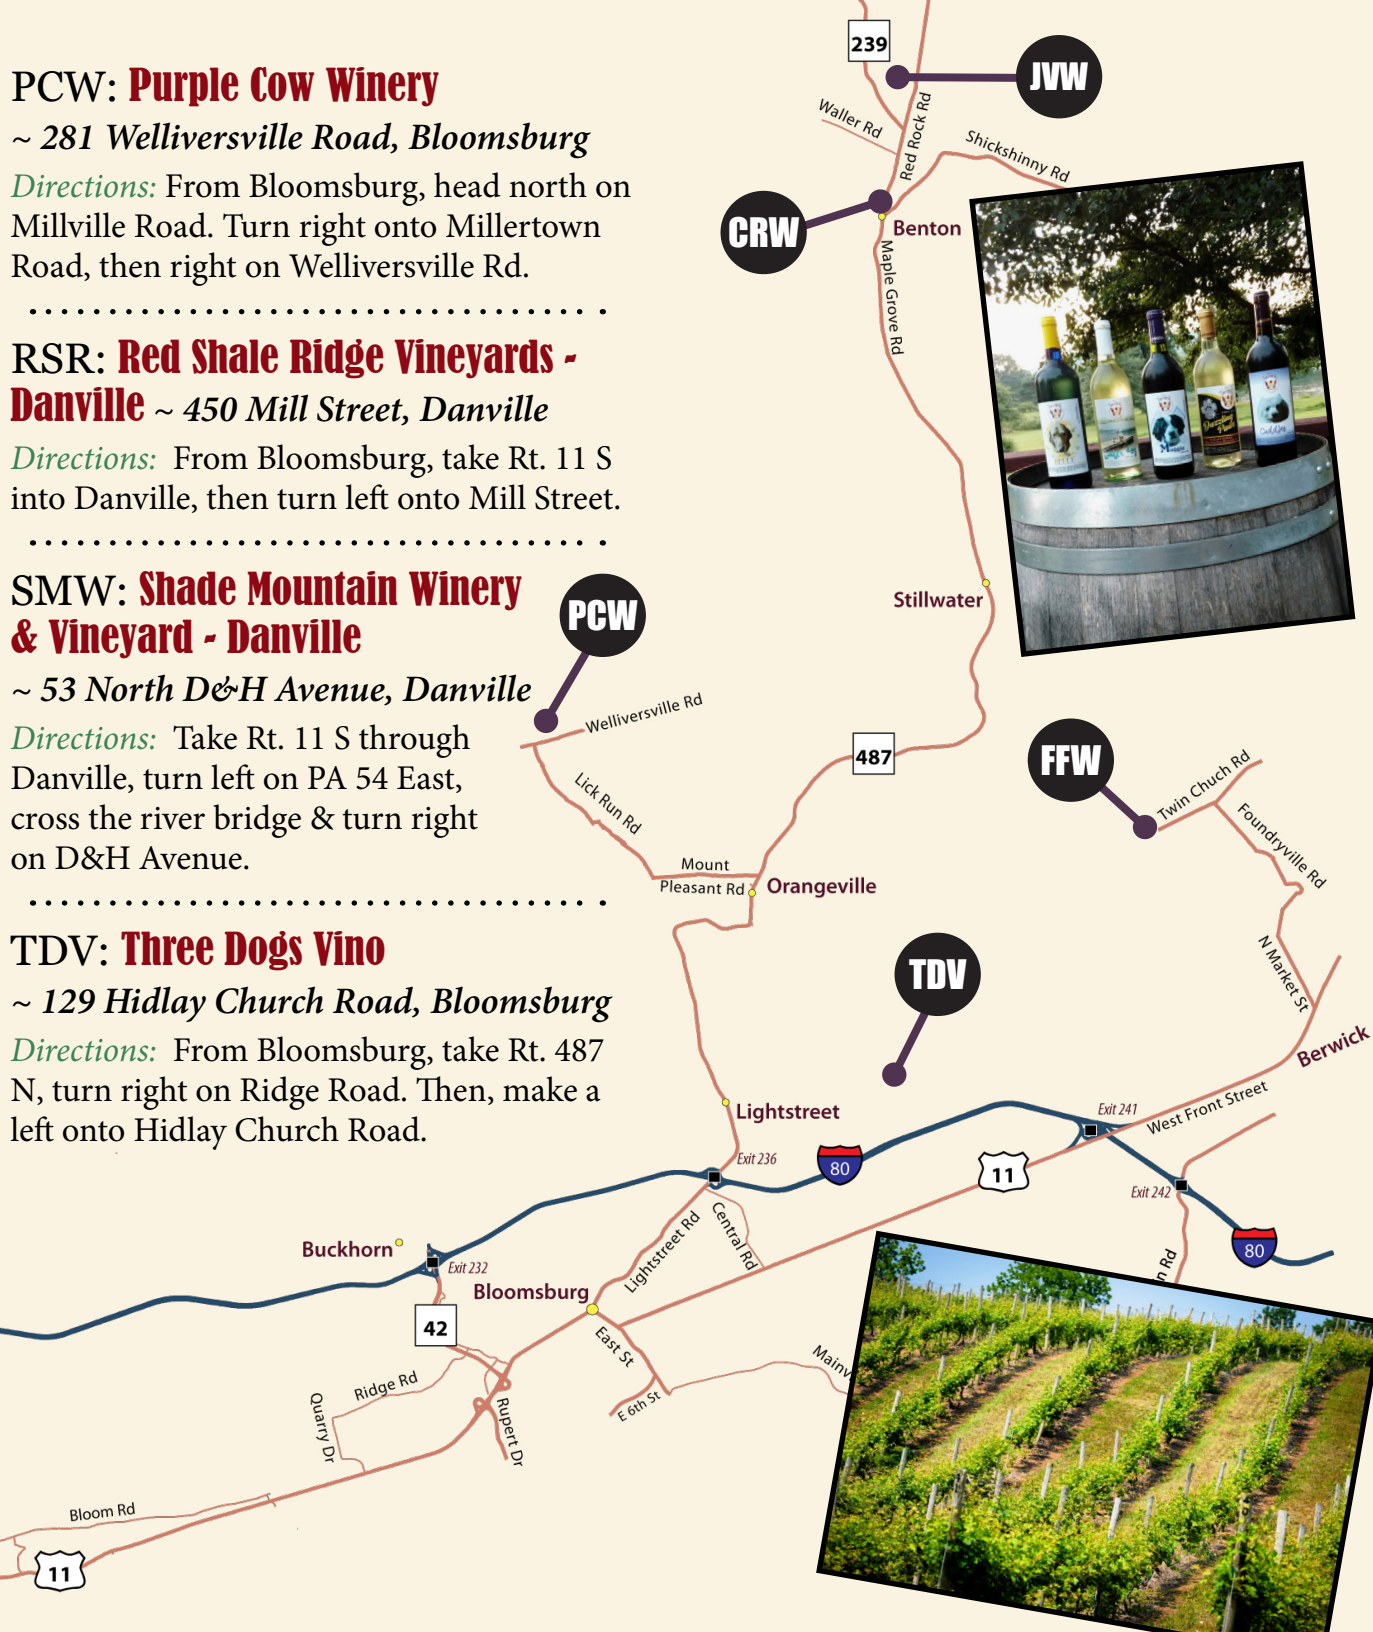 PCW: Purple Cow Winery
~ 281 Welliversville Road, Bloomsburg
Directions: From Bloomsburg, head north on
Millville Road. Turn right onto Millertown
Road, then right on Welliversville Rd.
RSR: Red Shale Ridge Vineyards -
Danville ~ 450 Mill Street, Danville
Directions: From Bloomsburg, take Rt. 11 S
into Danville, then turn left onto Mill Street.
SMW: Shade Mountain Winery
& Vineyard - Danville
~ 53 North D&H Avenue, Danville
Directions: Take Rt. 11 S through
Danville, turn left on PA 54 East,
cross the river bridge & turn right
on D&H Avenue.
TDV: Three Dogs Vino
~ 129 Hidlay Church Road, Bloomsburg
Directions: From Bloomsburg, take Rt. 487
N, turn right on Ridge Road. Then, make a
left onto Hidlay Church Road.
239
JVW
Waller Rd
Red Rock Rd
Shickshinny Rd
CRW
Benton
Maple Grove Rd
Stillwater
PCW
Welliversville Rd
487
FFW
Twin Chuch Rd
Lick Run Rd
Foundryville Rd
Mount
Pleasant Rd
Orangeville
N Market St
TDV
Berwick
Lightstreet
Exit 241
West Front Street
Exit 236
80
11
Exit 242
Central Rd
Lightstreet Rd
Buckhorn
Exit 232
80
n Rd
Bloomsburg
42
East St
Mainv
Ridge Rd
E 6th St
Quarry Dr
Rupert Dr
Bloom Rd
11